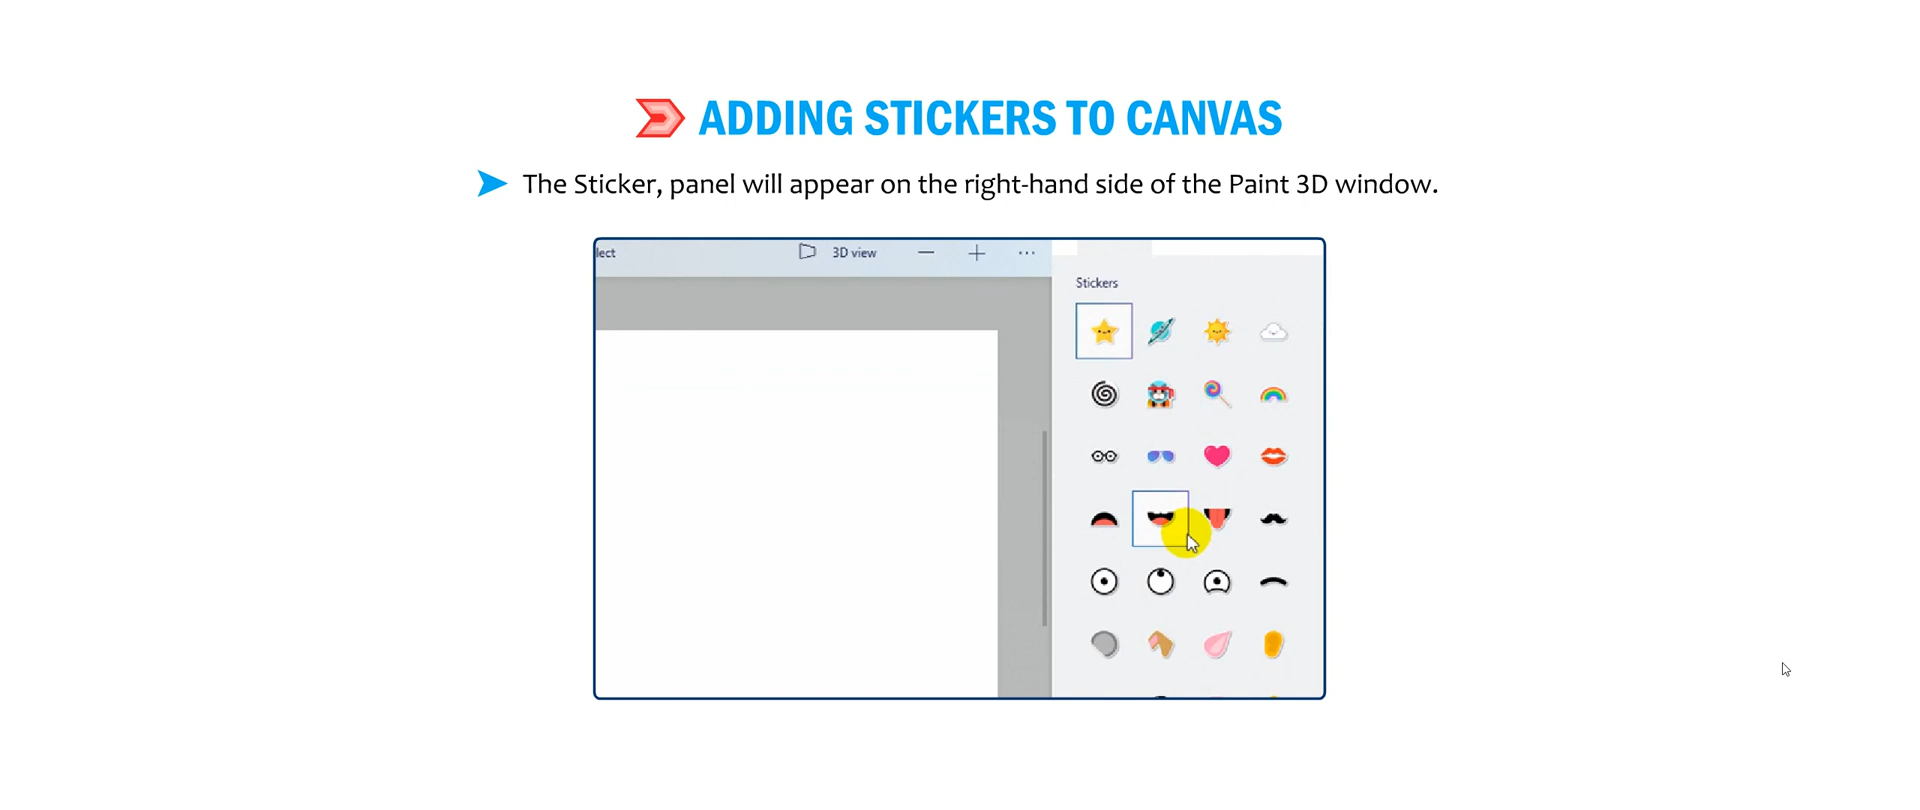 ADDING STICKERS TO CANVAS
The Sticker, panel will appear on the right-hand side of the Paint 3D window.
lect 3D view
Stickers